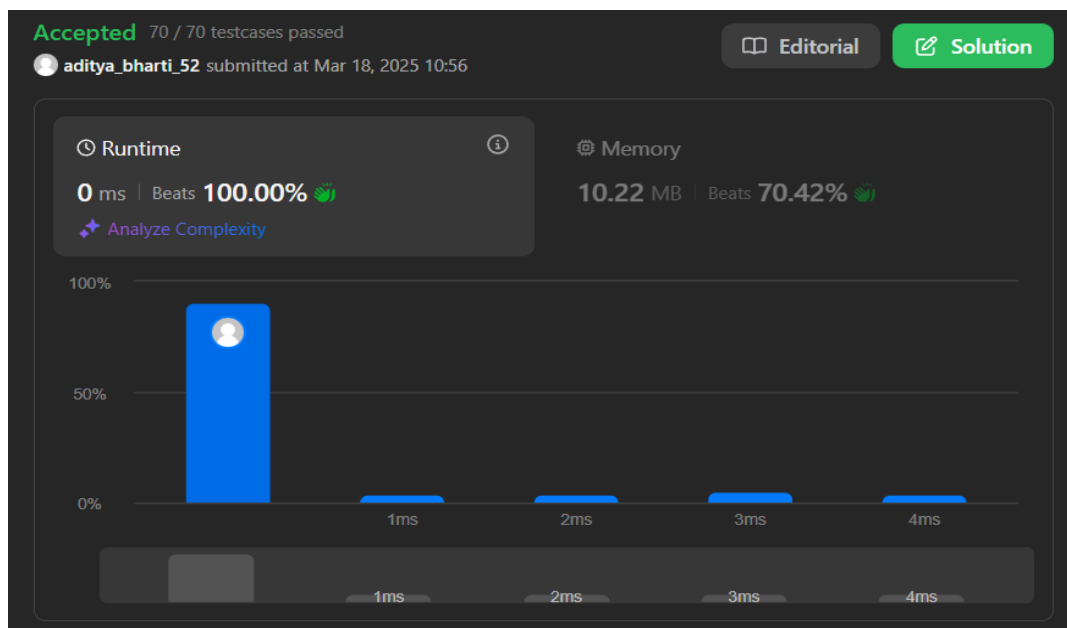 Accepted 70 / 70 testcases passed
Editorial
Solution
aditya_bharti_52 submitted at Mar 18, 2025 10:56
Runtime
Memory
0 ms | Beats 100.00%
10.22 MB | Beats 70.42%
Analyze Complexity
100%
50%
0%
1ms 2ms 3ms 4ms
1ms 2ms 3ms 4ms